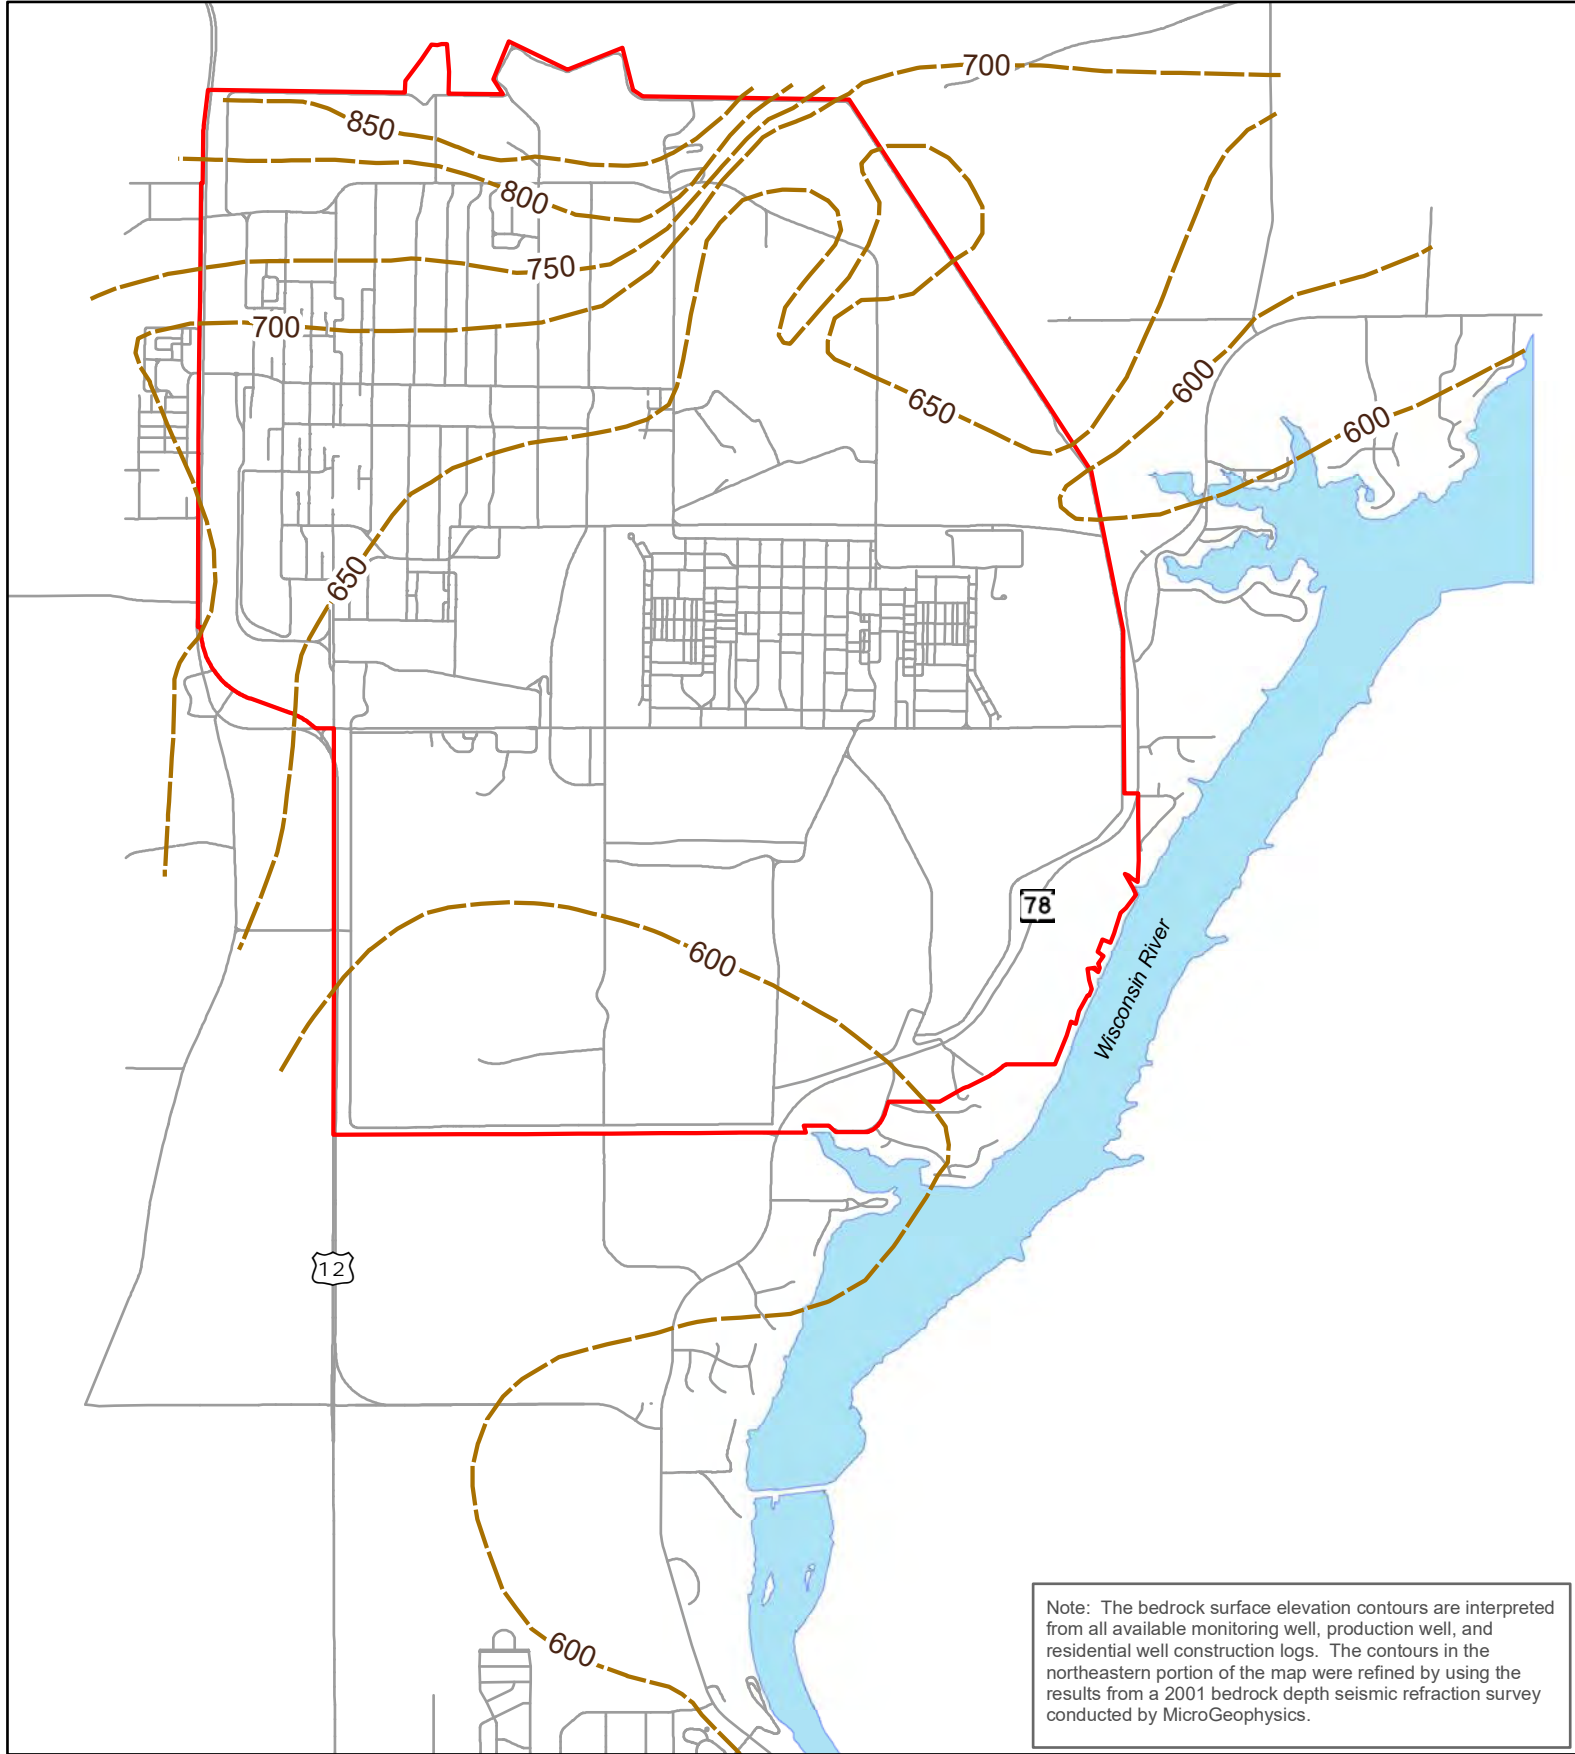 700
850
800
750
700
650
600
600
650
78
600
Wisconsin River
12
600
Note: The bedrock surface elevation contours are interpreted
from all available monitoring well, production well, and
residential well construction logs. The contours in the
northeastern portion of the map were refined by using the
results from a 2001 bedrock depth seismic refraction survey
conducted by MicroGeophysics.